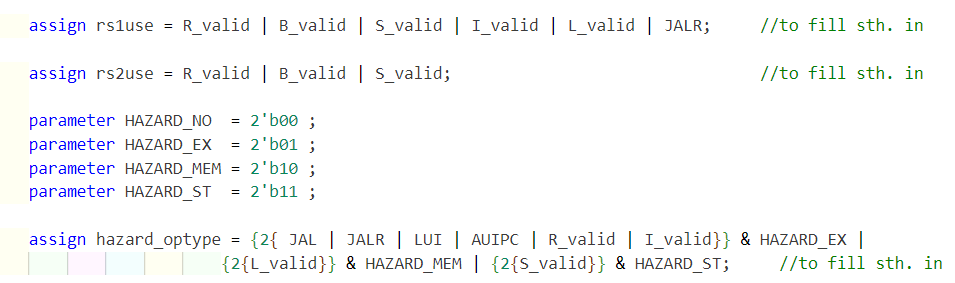 assign rs1use = R_valid | B_valid | S_valid | I_valid | L_valid | JALR;     //to fill sth. in
assign rs2use = R_valid | B_valid | S_valid;                                //to fill sth. in
parameter HAZARD_NO  = 2'b00 ;
parameter HAZARD_EX  = 2'b01 ;
parameter HAZARD_MEM = 2'b10 ;
parameter HAZARD_ST  = 2'b11 ;
assign hazard_optype = {2{ JAL | JALR | LUI | AUIPC | R_valid | I_valid}} & HAZARD_EX |
                    {2{L_valid}} & HAZARD_MEM | {2{S_valid}} & HAZARD_ST;     //to fill sth. in